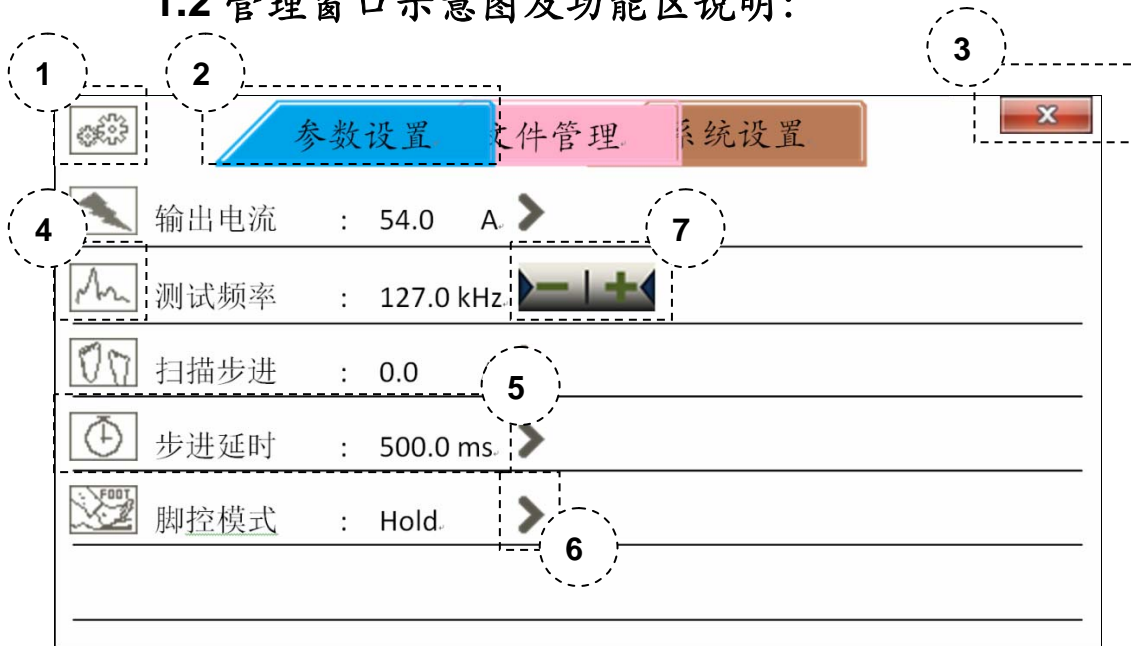 1.2 管理窗口示意图及功能区说明：
1 2 3
参数设置 文件管理 系统设置 x
输出电流 : 54.0 A
4 7
测试频率 : 127.0 kHz
扫描步进 : 0.0
5
步进延时 : 500.0 ms
FOOT
脚控模式 : Hold
6